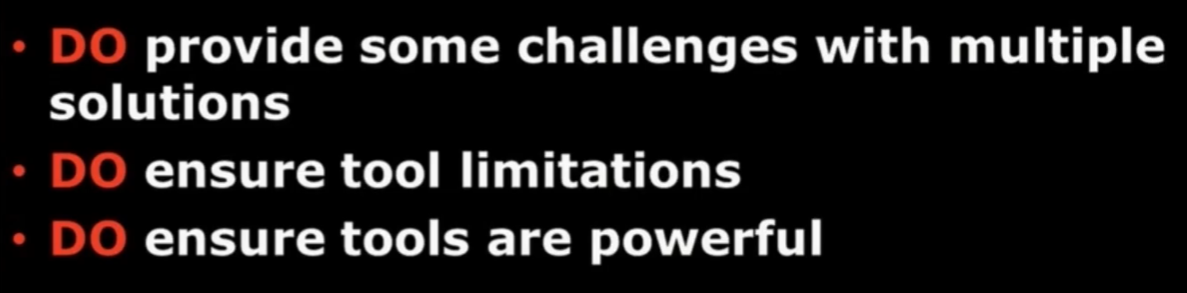 • DO provide some challenges with multiple
solutions
• DO ensure tool limitations
• DO ensure tools are powerful